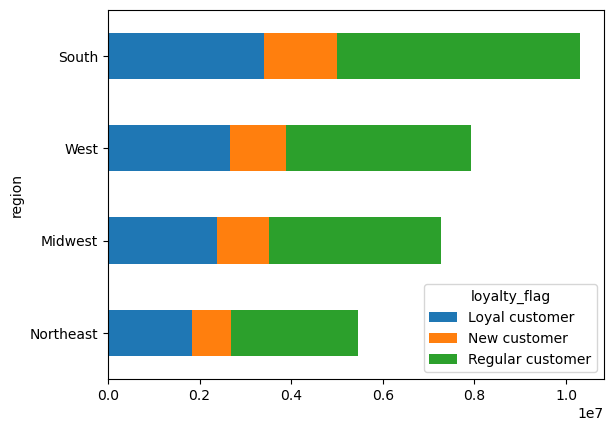 South
West
Midwest
Northeast
region
loyalty_flag
Loyal customer
New customer
Regular customer
0.0 0.2 0.4 0.6 0.8 1.0
1e7